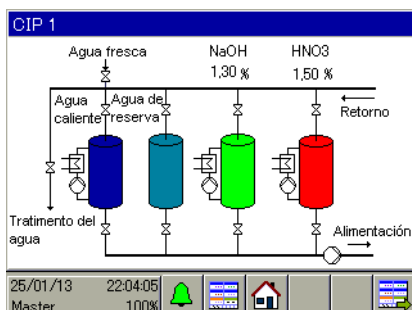 CIP 1
Agua fresca
NaOH
HNO3
1,30 %
1,50 %
Agua caliente
Agua de reserva
Retorno
Tratimento del agua
Alimentación
25/01/13 22:04:05
Master 100%